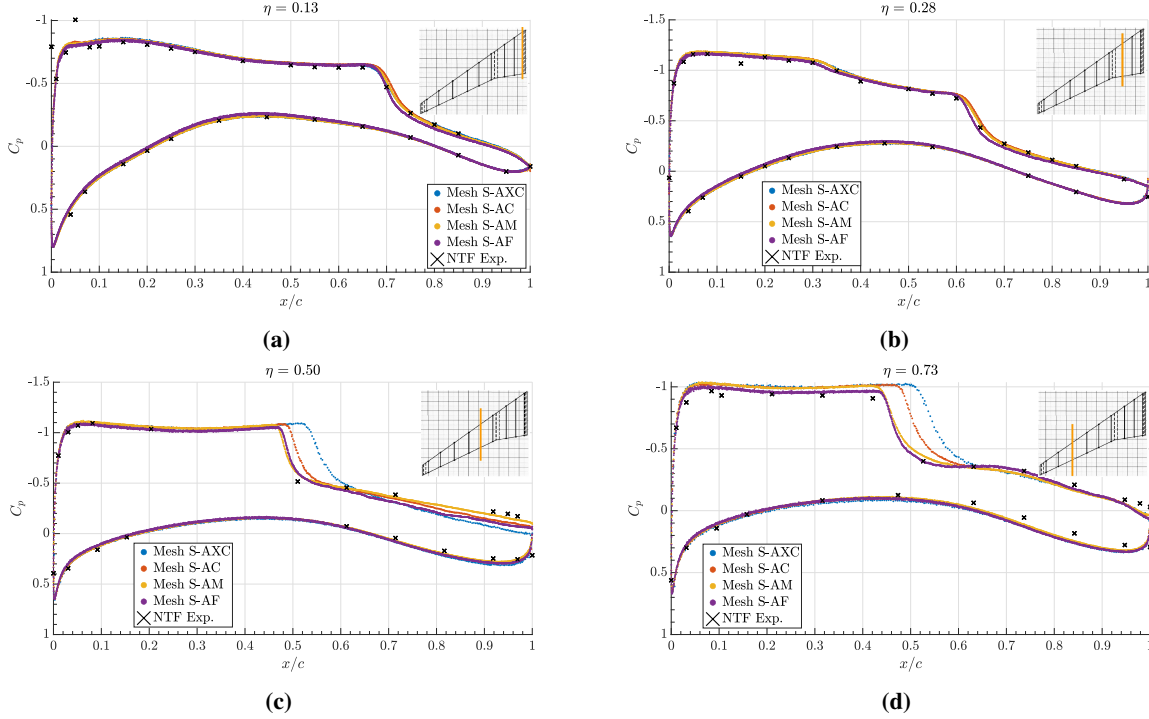 η = 0.13
-1
-0.5
0
0.5
1
C_p
0 0.1 0.2 0.3 0.4 0.5 0.6 0.7 0.8 0.9 1
x/c
Mesh S-AXC
Mesh S-AC
Mesh S-AM
Mesh S-AF
NTF Exp.
(a)
η = 0.28
-1.5
-1
-0.5
0
0.5
1
C_p
0 0.1 0.2 0.3 0.4 0.5 0.6 0.7 0.8 0.9 1
x/c
Mesh S-AXC
Mesh S-AC
Mesh S-AM
Mesh S-AF
NTF Exp.
(b)
η = 0.50
-1.5
-1
-0.5
0
0.5
1
C_p
0 0.1 0.2 0.3 0.4 0.5 0.6 0.7 0.8 0.9 1
x/c
Mesh S-AXC
Mesh S-AC
Mesh S-AM
Mesh S-AF
NTF Exp.
(c)
η = 0.73
-1
-0.5
0
0.5
1
C_p
0 0.1 0.2 0.3 0.4 0.5 0.6 0.7 0.8 0.9 1
x/c
Mesh S-AXC
Mesh S-AC
Mesh S-AM
Mesh S-AF
NTF Exp.
(d)